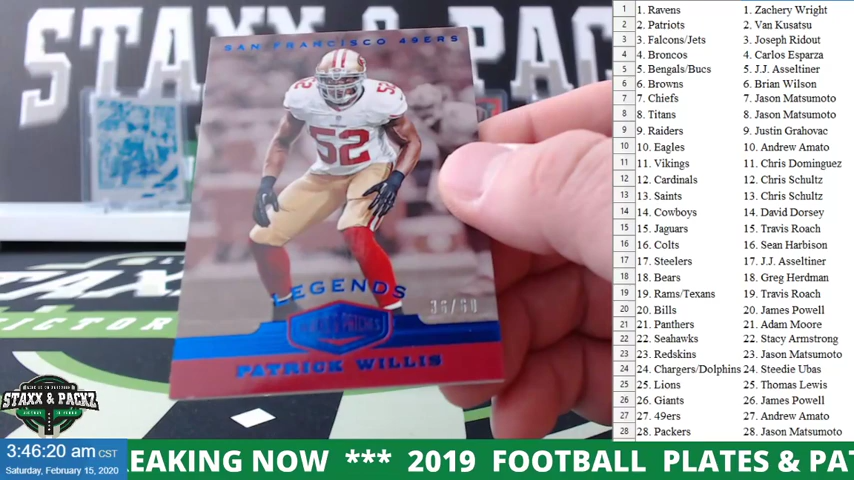 STAXX & PACKZ
SAN FRANCISCO 49ERS
52
52
LEGENDS
36/60
PLATES & PATCHES
PATRICK WILLIS
VICTOR
1 1. Ravens 1. Zachery Wright
2 2. Patriots 2. Van Kusatsu
3 3. Falcons/Jets 3. Joseph Ridout
4 4. Broncos 4. Carlos Esparza
5 5. Bengals/Bucs 5. J.J. Asseltiner
6 6. Browns 6. Brian Wilson
7 7. Chiefs 7. Jason Matsumoto
8 8. Titans 8. Jason Matsumoto
9 9. Raiders 9. Justin Grahovac
10 10. Eagles 10. Andrew Amato
11 11. Vikings 11. Chris Dominguez
12 12. Cardinals 12. Chris Schultz
13 13. Saints 13. Chris Schultz
14 14. Cowboys 14. David Dorsey
15 15. Jaguars 15. Travis Roach
16 16. Colts 16. Sean Harbison
17 17. Steelers 17. J.J. Asseltiner
18 18. Bears 18. Greg Herdman
19 19. Rams/Texans 19. Travis Roach
20 20. Bills 20. James Powell
21 21. Panthers 21. Adam Moore
22 22. Seahawks 22. Stacy Armstrong
23 23. Redskins 23. Jason Matsumoto
24 24. Chargers/Dolphins 24. Steedie Ubas
25 25. Lions 25. Thomas Lewis
26 26. Giants 26. James Powell
27 27. 49ers 27. Andrew Amato
28 28. Packers 28. Jason Matsumoto
STAXX & PACKZ
3:46:20 am CST
Saturday, February 15, 2020
EAKING NOW *** 2019 FOOTBALL PLATES & PA